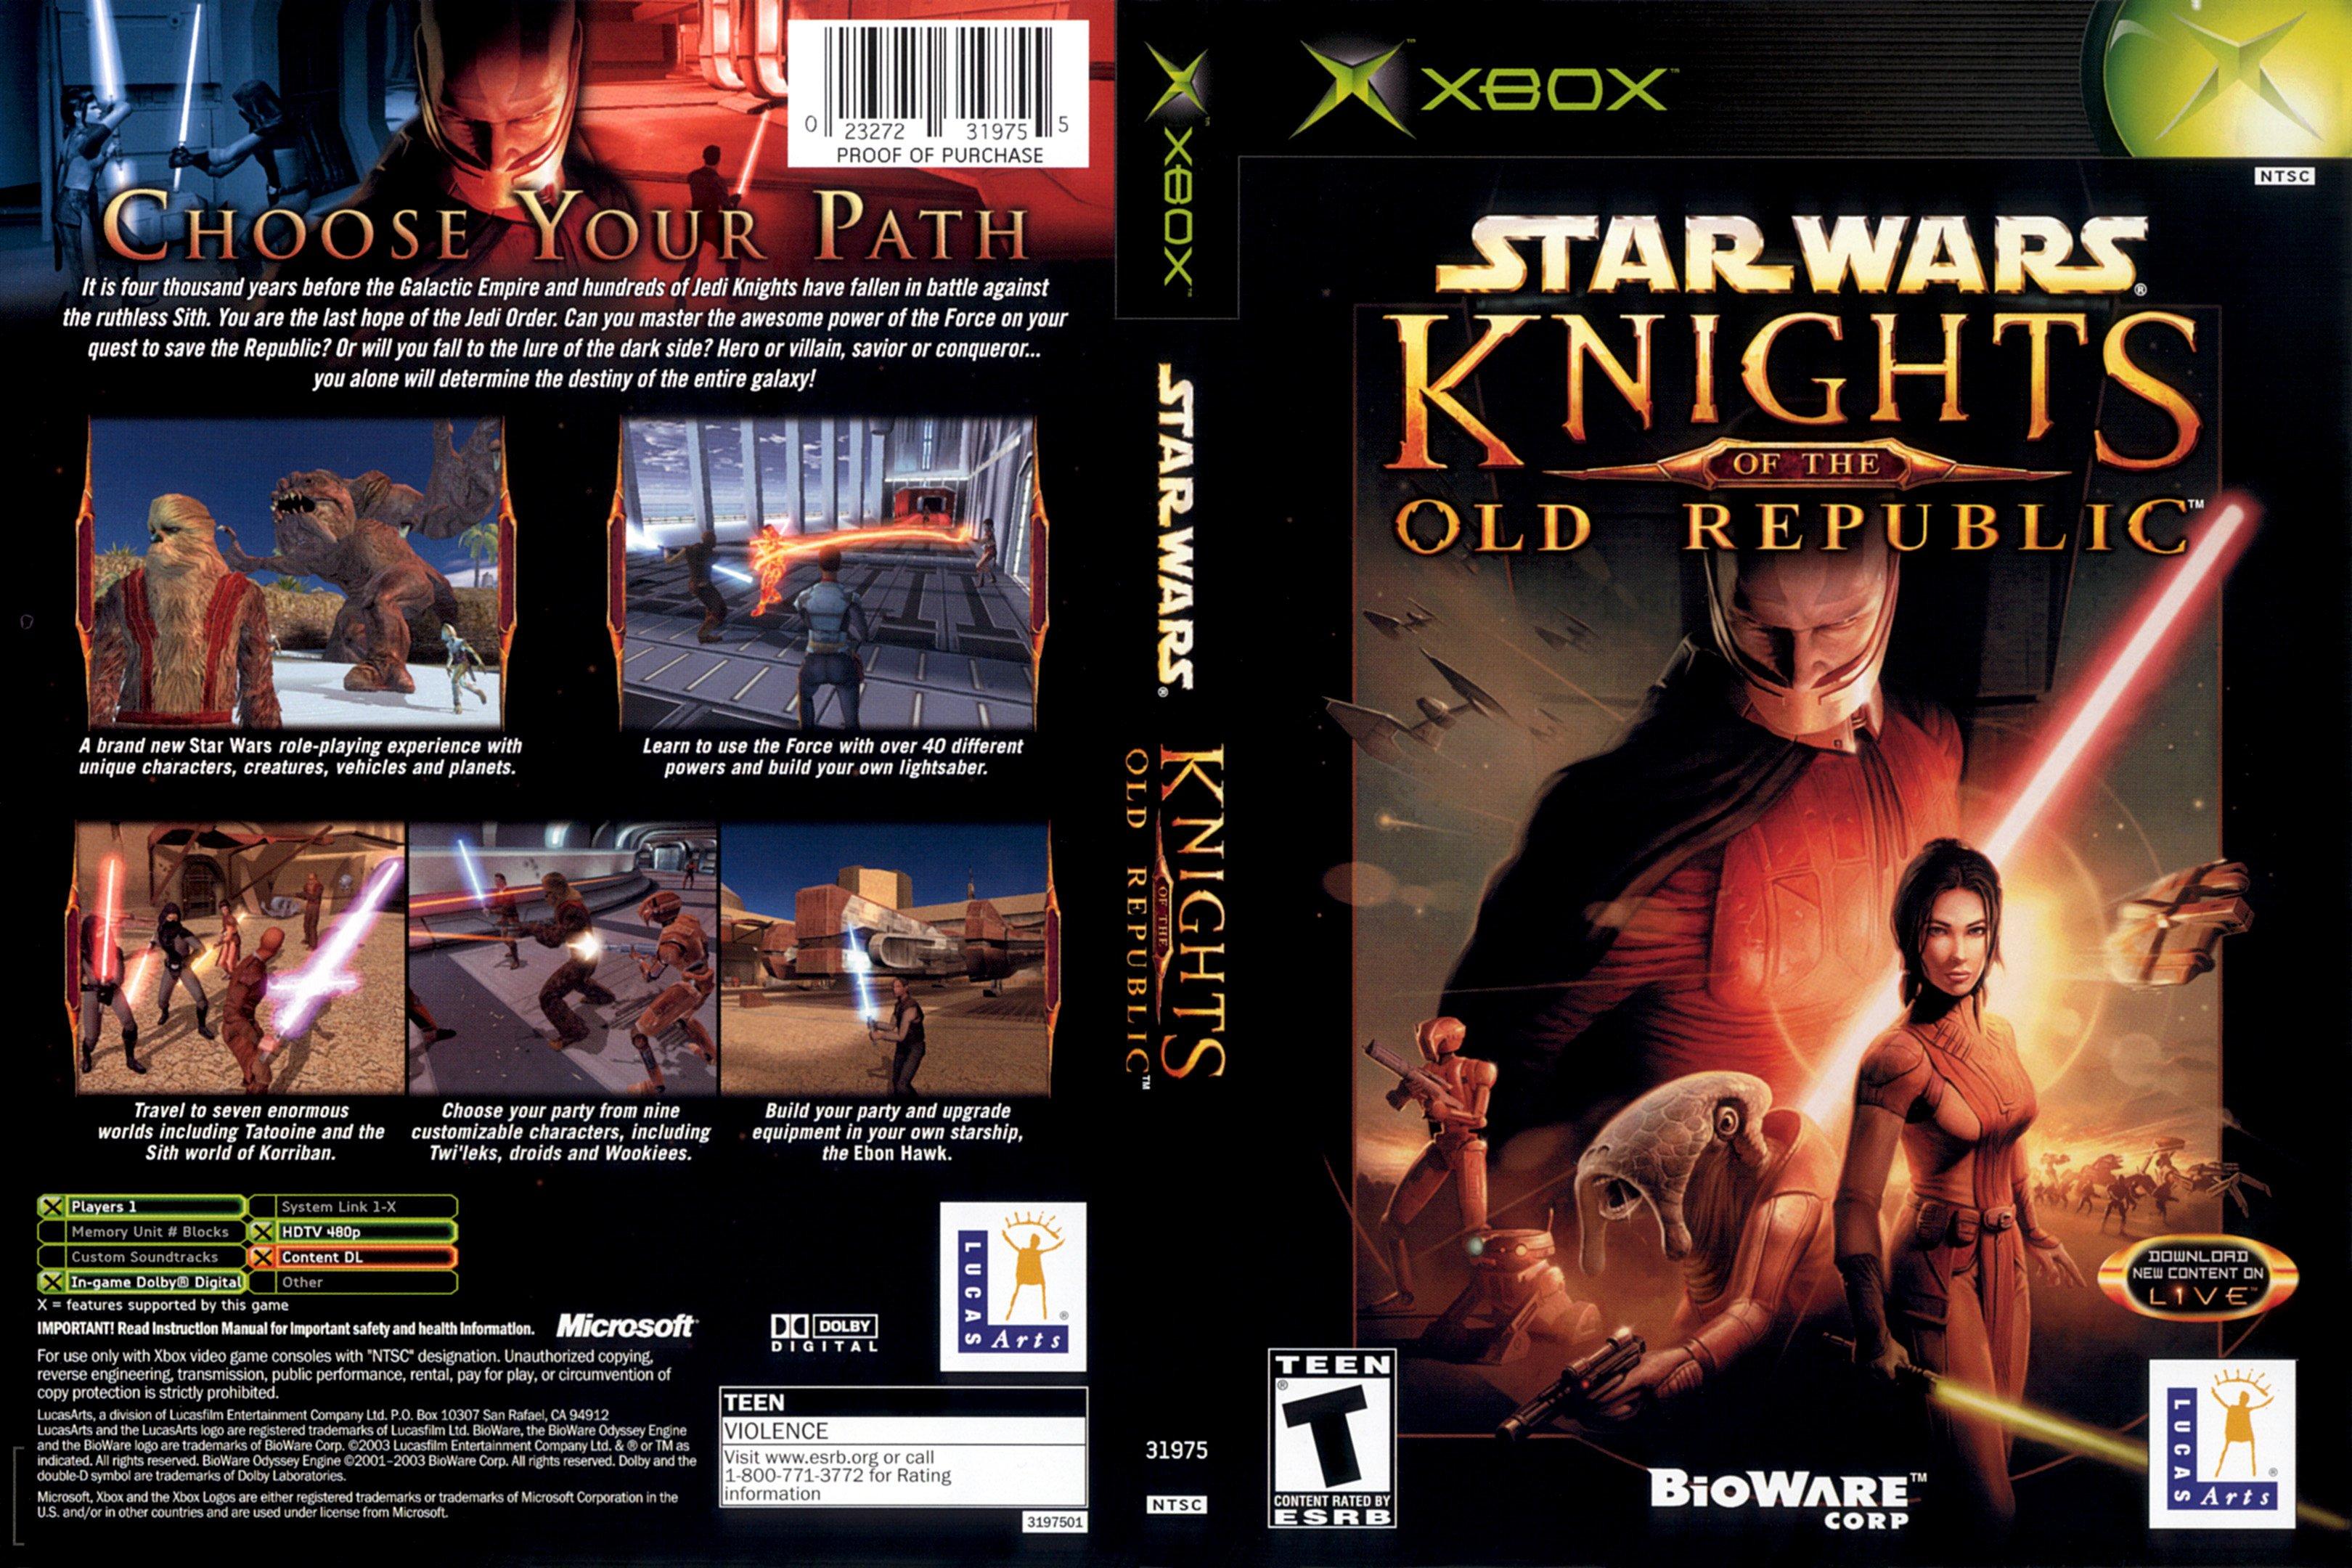 0 23272 31975 5
PROOF OF PURCHASE
CHOOSE YOUR PATH
It is four thousand years before the Galactic Empire and hundreds of Jedi Knights have fallen in battle against
the ruthless Sith. You are the last hope of the Jedi Order. Can you master the awesome power of the Force on your
quest to save the Republic? Or will you fall to the lure of the dark side? Hero or villain, savior or conqueror...
you alone will determine the destiny of the entire galaxy!
A brand new Star Wars role-playing experience with
unique characters, creatures, vehicles and planets.
Learn to use the Force with over 40 different
powers and build your own lightsaber.
Travel to seven enormous
worlds including Tatooine and the
Sith world of Korriban.
Choose your party from nine
customizable characters, including
Twi'leks, droids and Wookiees.
Build your party and upgrade
equipment in your own starship,
the Ebon Hawk.
X Players 1
System Link 1-X
Memory Unit # Blocks
X HDTV 480p
Custom Soundtracks
X Content DL
X In-game Dolby® Digital
Other
X = features supported by this game
IMPORTANT! Read Instruction Manual for important safety and health information.
Microsoft®
DOLBY
DIGITAL
LUCAS
Arts ®
For use only with Xbox video game consoles with "NTSC" designation. Unauthorized copying,
reverse engineering, transmission, public performance, rental, pay for play, or circumvention of
copy protection is strictly prohibited.
LucasArts, a division of Lucasfilm Entertainment Company Ltd. P.O. Box 10307 San Rafael, CA 94912
LucasArts and the LucasArts logo are registered trademarks of Lucasfilm Ltd. BioWare, the BioWare Odyssey Engine
and the BioWare logo are trademarks of BioWare Corp. ©2003 Lucasfilm Entertainment Company Ltd. & ® or TM as
indicated. All rights reserved. BioWare Odyssey Engine ©2001-2003 BioWare Corp. All rights reserved. Dolby and the
double-D symbol are trademarks of Dolby Laboratories.
Microsoft, Xbox and the Xbox Logos are either registered trademarks or trademarks of Microsoft Corporation in the
U.S. and/or in other countries and are used under license from Microsoft.
TEEN
VIOLENCE
Visit www.esrb.org or call
1-800-771-3772 for Rating
information
3197501
XBOX™
STAR WARS®
KNIGHTS
OF THE
OLD REPUBLIC™
31975
NTSC
XBOX™
NTSC
STAR WARS®
KNIGHTS
OF THE
OLD REPUBLIC™
DOWNLOAD
NEW CONTENT ON
LIVE™
TEEN
® T
CONTENT RATED BY
ESRB
BIOWARE™
CORP
LUCAS
Arts ®